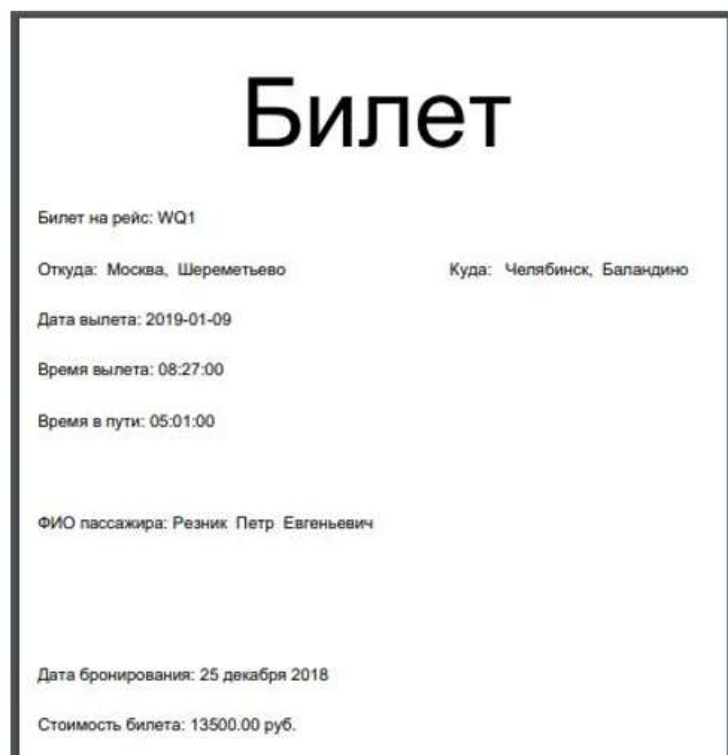 Билет
Билет на рейс: WQ1
Откуда: Москва, Шереметьево Куда: Челябинск, Баландино
Дата вылета: 2019-01-09
Время вылета: 08:27:00
Время в пути: 05:01:00
ФИО пассажира: Резник Петр Евгеньевич
Дата бронирования: 25 декабря 2018
Стоимость билета: 13500.00 руб.